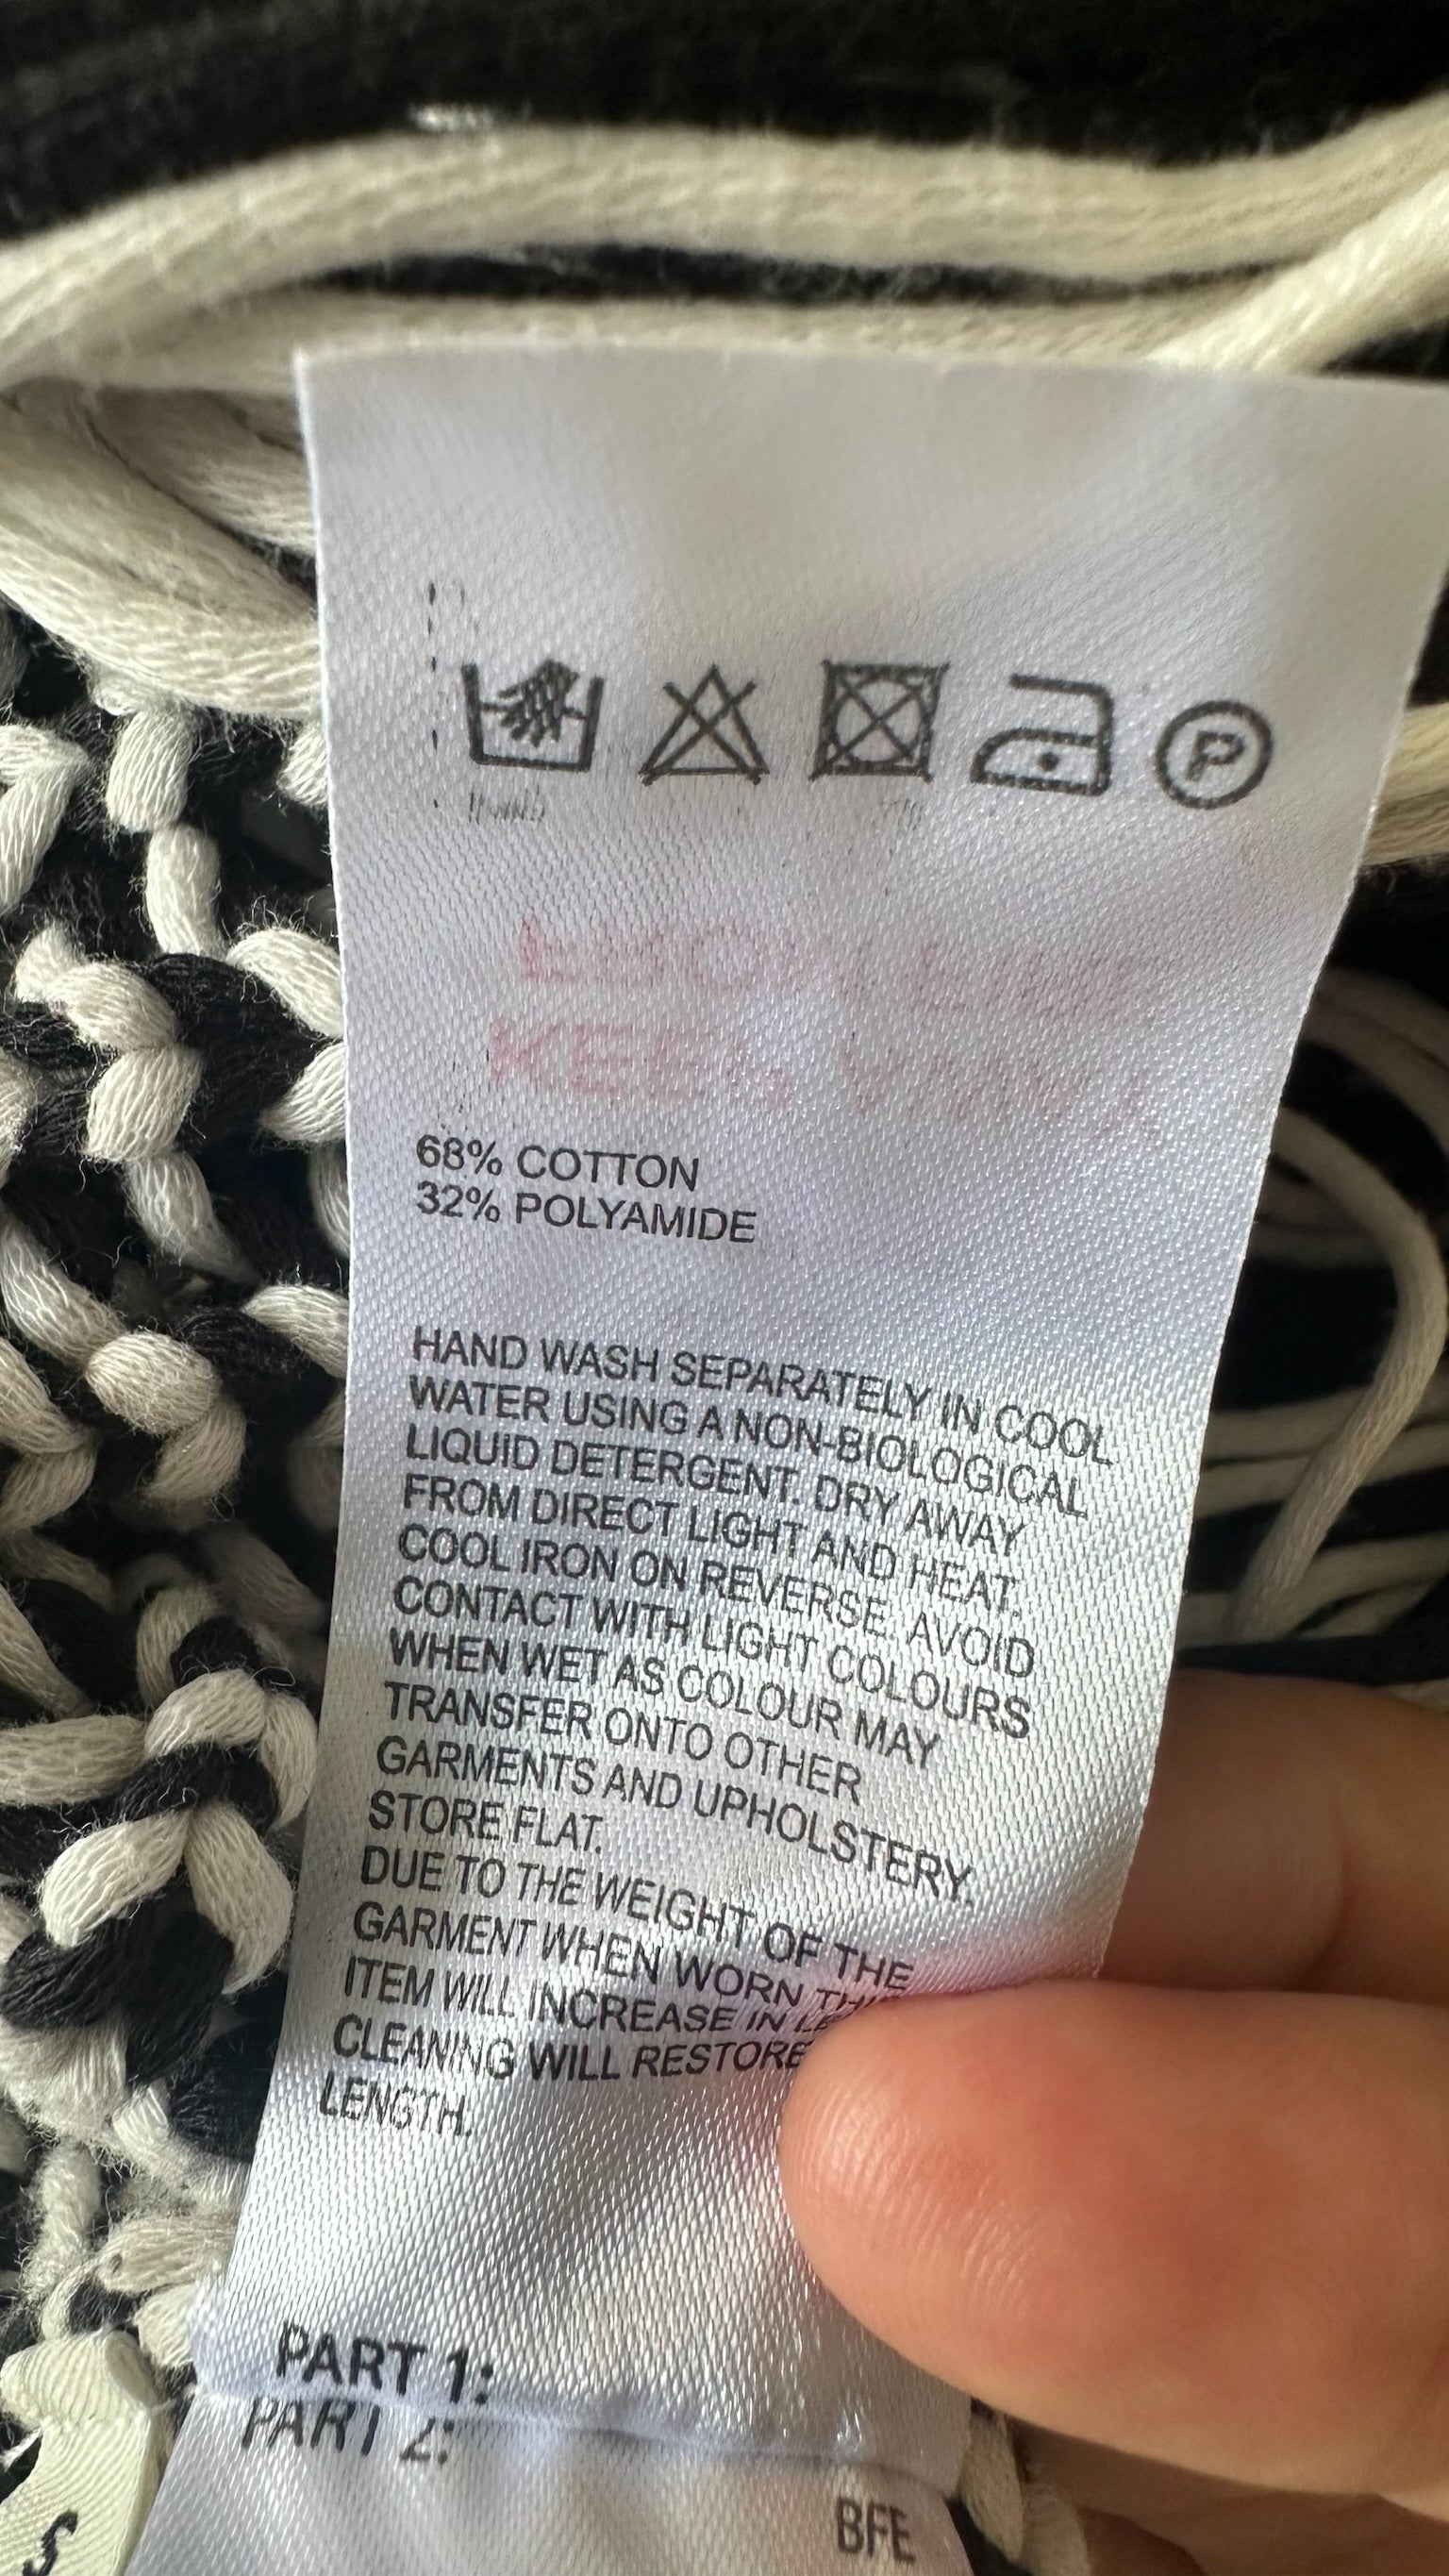 P
KEEP
68% COTTON
32% POLYAMIDE
HAND WASH SEPARATELY IN COOL
WATER USING A NON-BIOLOGICAL
LIQUID DETERGENT. DRY AWAY
FROM DIRECT LIGHT AND HEAT.
COOL IRON ON REVERSE. AVOID
CONTACT WITH LIGHT COLOURS
WHEN WET AS COLOUR MAY
TRANSFER ONTO OTHER
GARMENTS AND UPHOLSTERY.
STORE FLAT.
DUE TO THE WEIGHT OF THE
GARMENT WHEN WORN
ITEM WILL INCREASE IN
CLEANING WILL RESTORE
LENGTH.
PART 1:
PART 2:
BFE
S